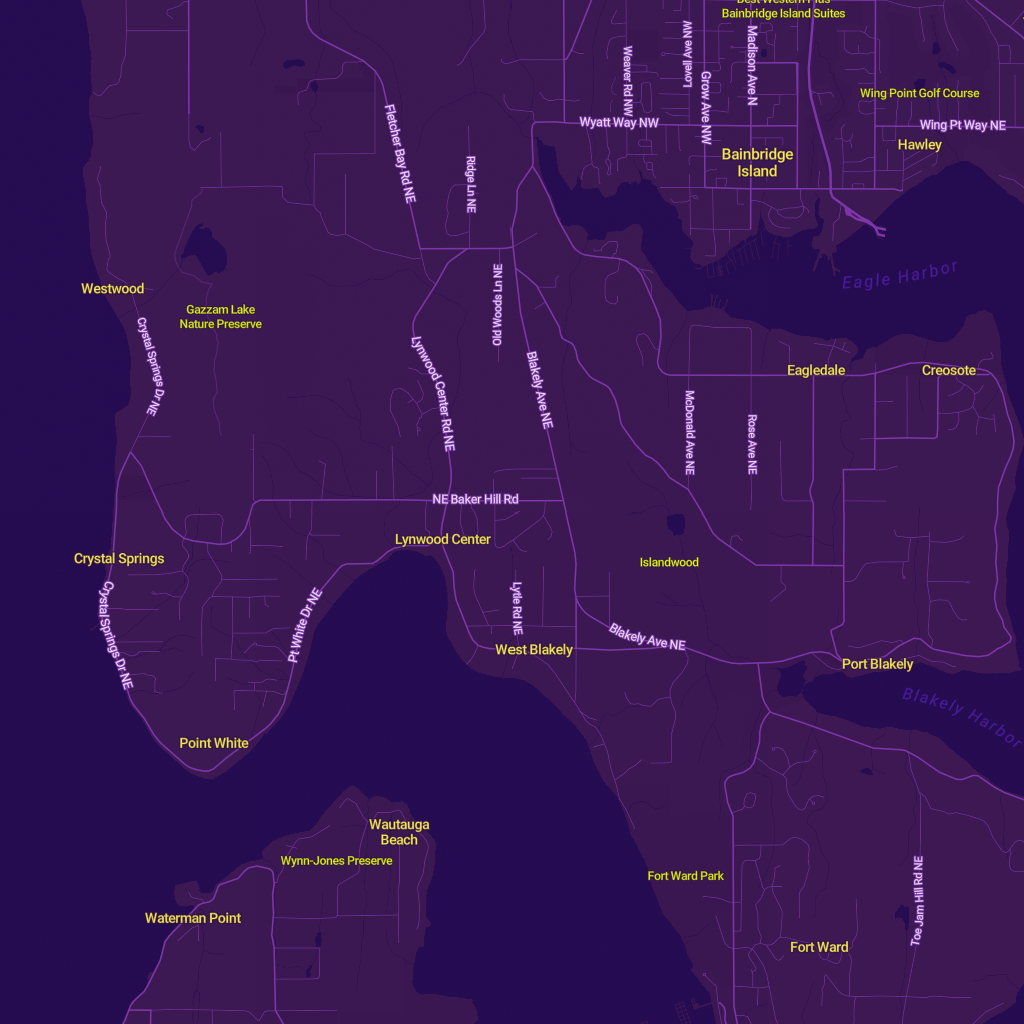 Best Western Plus
Bainbridge Island Suites
Weaver Rd NW
Lovell Ave NW
Grow Ave NW
Madison Ave N
Wing Point Golf Course
Wyatt Way NW
Wing Pt Way NE
Hawley
Bainbridge
Island
Fletcher Bay Rd NE
Ridge Ln NE
Eagle Harbor
Westwood
Gazzam Lake
Nature Preserve
Old Woods Ln NE
Crystal Springs Dr NE
Lynwood Center Rd NE
Blakely Ave NE
Eagledale
Creosote
McDonald Ave NE
Rose Ave NE
NE Baker Hill Rd
Lynwood Center
Crystal Springs
Islandwood
Crystal Springs Dr NE
Pt White Dr NE
Lytle Rd NE
Blakely Ave NE
West Blakely
Port Blakely
Blakely Harbor
Point White
Wautauga
Beach
Wynn-Jones Preserve
Fort Ward Park
Toe Jam Hill Rd NE
Waterman Point
Fort Ward